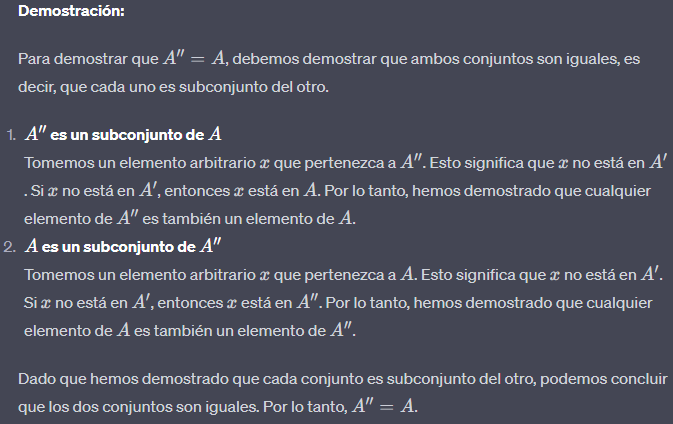 Demostración:
Para demostrar que A′′ = A, debemos demostrar que ambos conjuntos son iguales, es
decir, que cada uno es subconjunto del otro.
1. A′′ es un subconjunto de A
Tomemos un elemento arbitrario x que pertenezca a A′′. Esto significa que x no está en A′
. Si x no está en A′, entonces x está en A. Por lo tanto, hemos demostrado que cualquier
elemento de A′′ es también un elemento de A.
2. A es un subconjunto de A′′
Tomemos un elemento arbitrario x que pertenezca a A. Esto significa que x no está en A′.
Si x no está en A′, entonces x está en A′′. Por lo tanto, hemos demostrado que cualquier
elemento de A es también un elemento de A′′.
Dado que hemos demostrado que cada conjunto es subconjunto del otro, podemos concluir
que los dos conjuntos son iguales. Por lo tanto, A′′ = A.